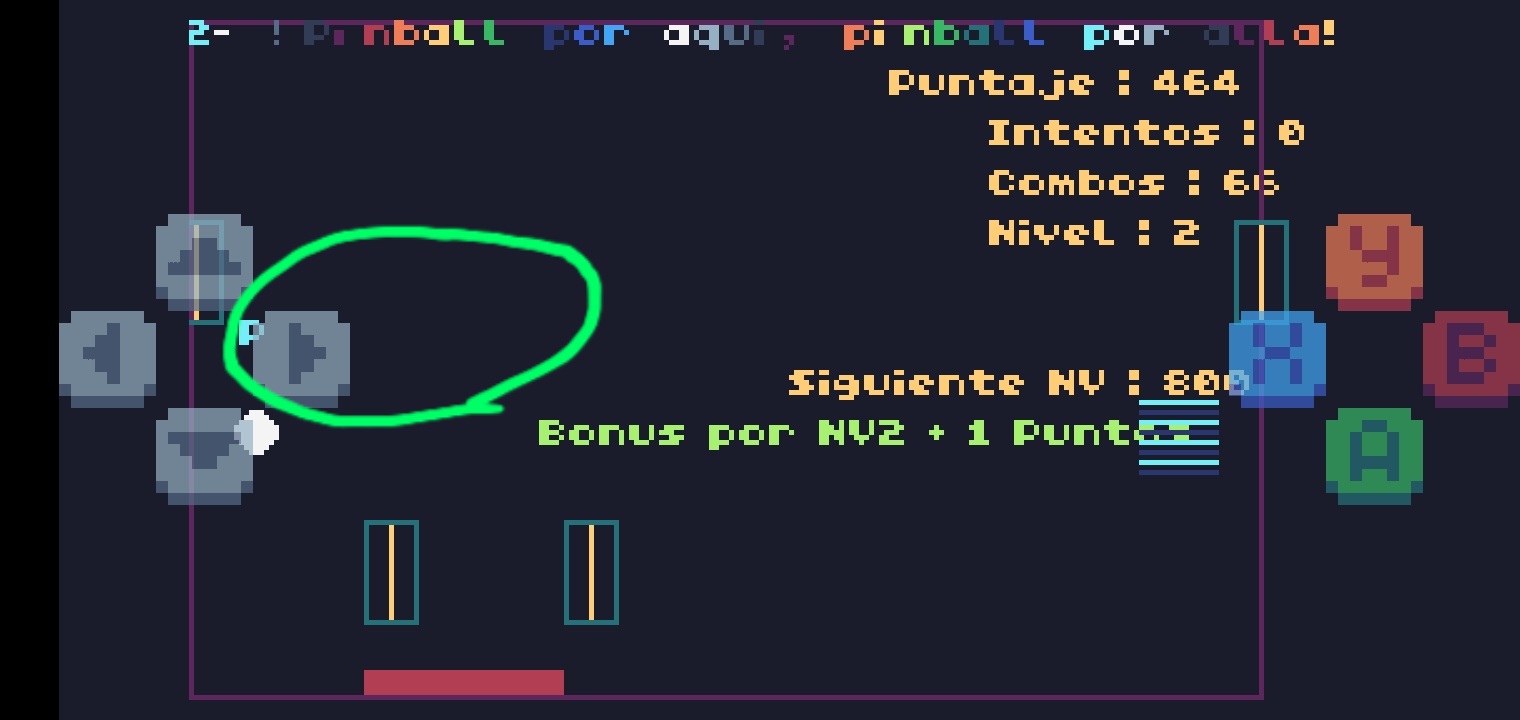 2- ! Pinball por aqui, pinball por alla!
Puntaje : 464
Intentos : 0
Combos : 66
Nivel : 2
Y
p
X
B
Siguiente NV : 800
Bonus por NV2 + 1 Puntos
A